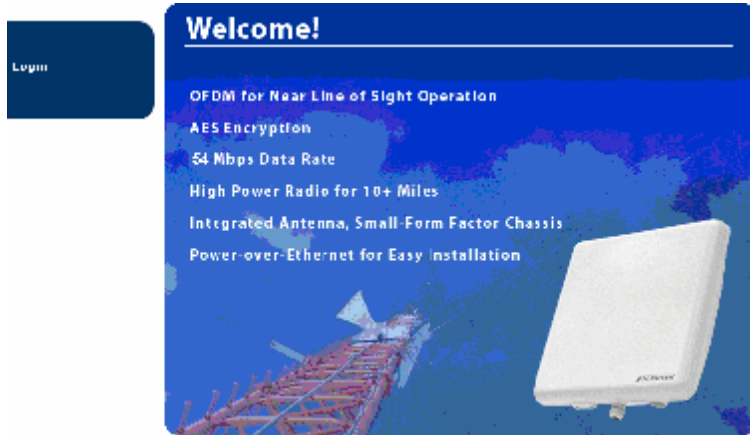 Welcome!
Login
OFDM for Near Line of Sight Operation
AES Encryption
54 Mbps Data Rate
High Power Radio for 10+ Miles
Integrated Antenna, Small-Form Factor Chassis
Power-over-Ethernet for Easy Installation